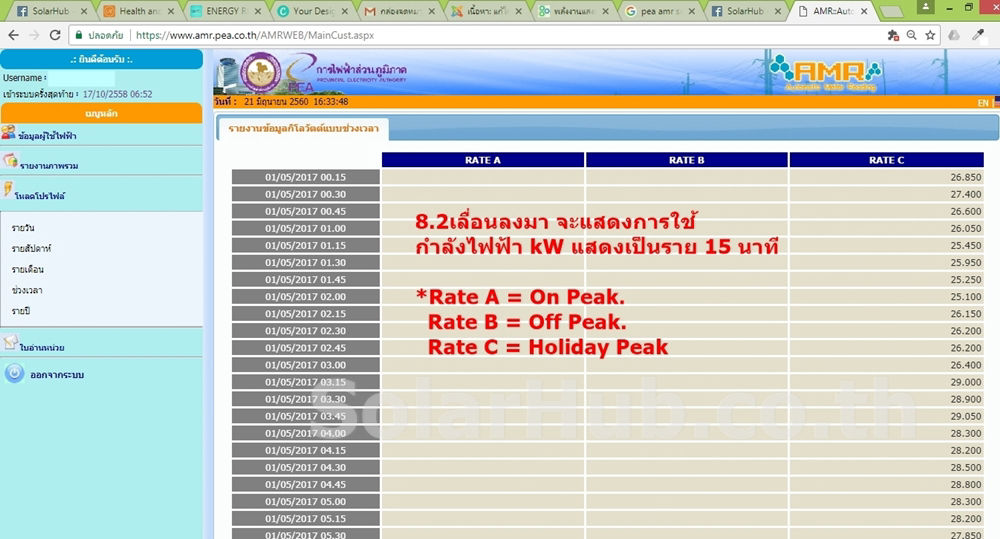 SolarHub
Health and
ENERGY R
Your Desig
กล่องจดหมา
เนื้อหา: แก้ไ
พลังงานแส
pea amr s
SolarHub
AMR::Auto
ปลอดภัย
https://www.amr.pea.co.th/AMRWEB/MainCust.aspx
.: ยินดีต้อนรับ :.
Username :
เข้าระบบครั้งสุดท้าย : 17/10/2558 06:52
เมนูหลัก
ข้อมูลผู้ใช้ไฟฟ้า
รายงานภาพรวม
โหลดโปรไฟล์
รายวัน
รายสัปดาห์
รายเดือน
ช่วงเวลา
รายปี
ใบอ่านหน่วย
ออกจากระบบ
การไฟฟ้าส่วนภูมิภาค
PROVINCIAL ELECTRICITY AUTHORITY
PEA
AMR
Automatic Meter Reading
วันที่ : 21 มิถุนายน 2560 16:33:48
EN
รายงานข้อมูลกิโลวัตต์แบบช่วงเวลา
RATE A RATE B RATE C
01/05/2017 00.15 26.850
01/05/2017 00.30 27.400
01/05/2017 00.45 26.600
01/05/2017 01.00 26.050
01/05/2017 01.15 25.450
01/05/2017 01.30 25.950
01/05/2017 01.45 25.250
01/05/2017 02.00 25.100
01/05/2017 02.15 26.150
01/05/2017 02.30 26.200
01/05/2017 02.45 26.200
01/05/2017 03.00 26.400
01/05/2017 03.15 29.000
01/05/2017 03.30 28.900
01/05/2017 03.45 29.050
01/05/2017 04.00 28.300
01/05/2017 04.15 28.200
01/05/2017 04.30 28.500
01/05/2017 04.45 28.800
01/05/2017 05.00 28.300
01/05/2017 05.15 28.200
01/05/2017 05.30 27.850
8.2เลื่อนลงมา จะแสดงการใช้
กำลังไฟฟ้า kW แสดงเป็นราย 15 นาที
*Rate A = On Peak.
Rate B = Off Peak.
Rate C = Holiday Peak
SolarHub.co.th